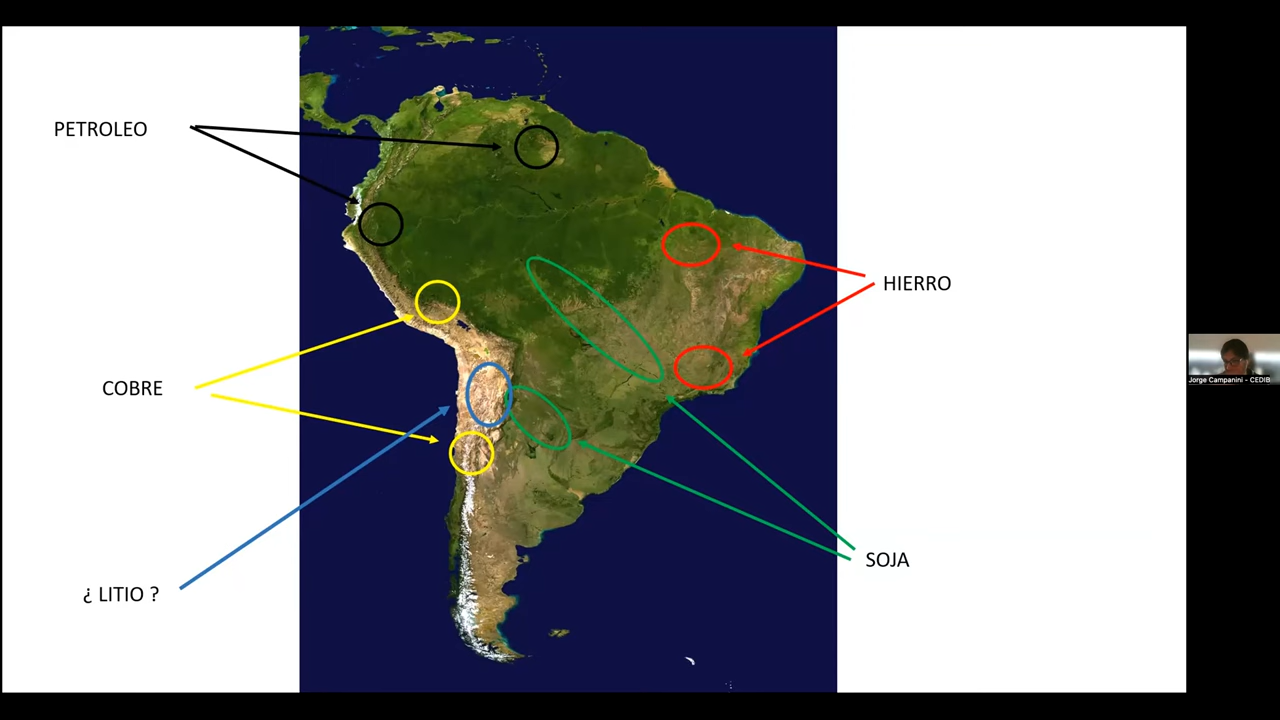 PETROLEO
HIERRO
COBRE
SOJA
¿ LITIO ?
Jorge Campanini - CEDIB